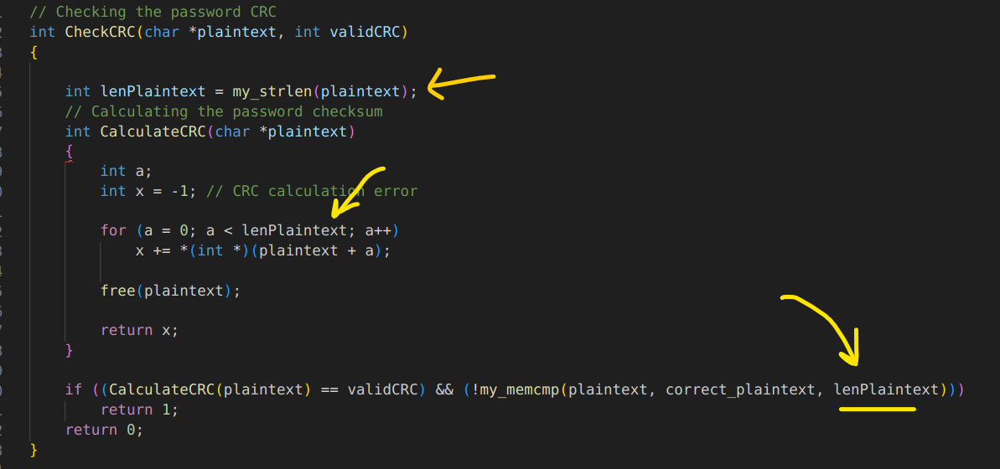 // Checking the password CRC
int CheckCRC(char *plaintext, int validCRC)
{
int lenPlaintext = my_strlen(plaintext);
// Calculating the password checksum
int CalculateCRC(char *plaintext)
{
int a;
int x = -1; // CRC calculation error
for (a = 0; a < lenPlaintext; a++)
x += *(int *)(plaintext + a);
free(plaintext);
return x;
}
if ((CalculateCRC(plaintext) == validCRC) && (!my_memcmp(plaintext, correct_plaintext, lenPlaintext)))
return 1;
return 0;
}